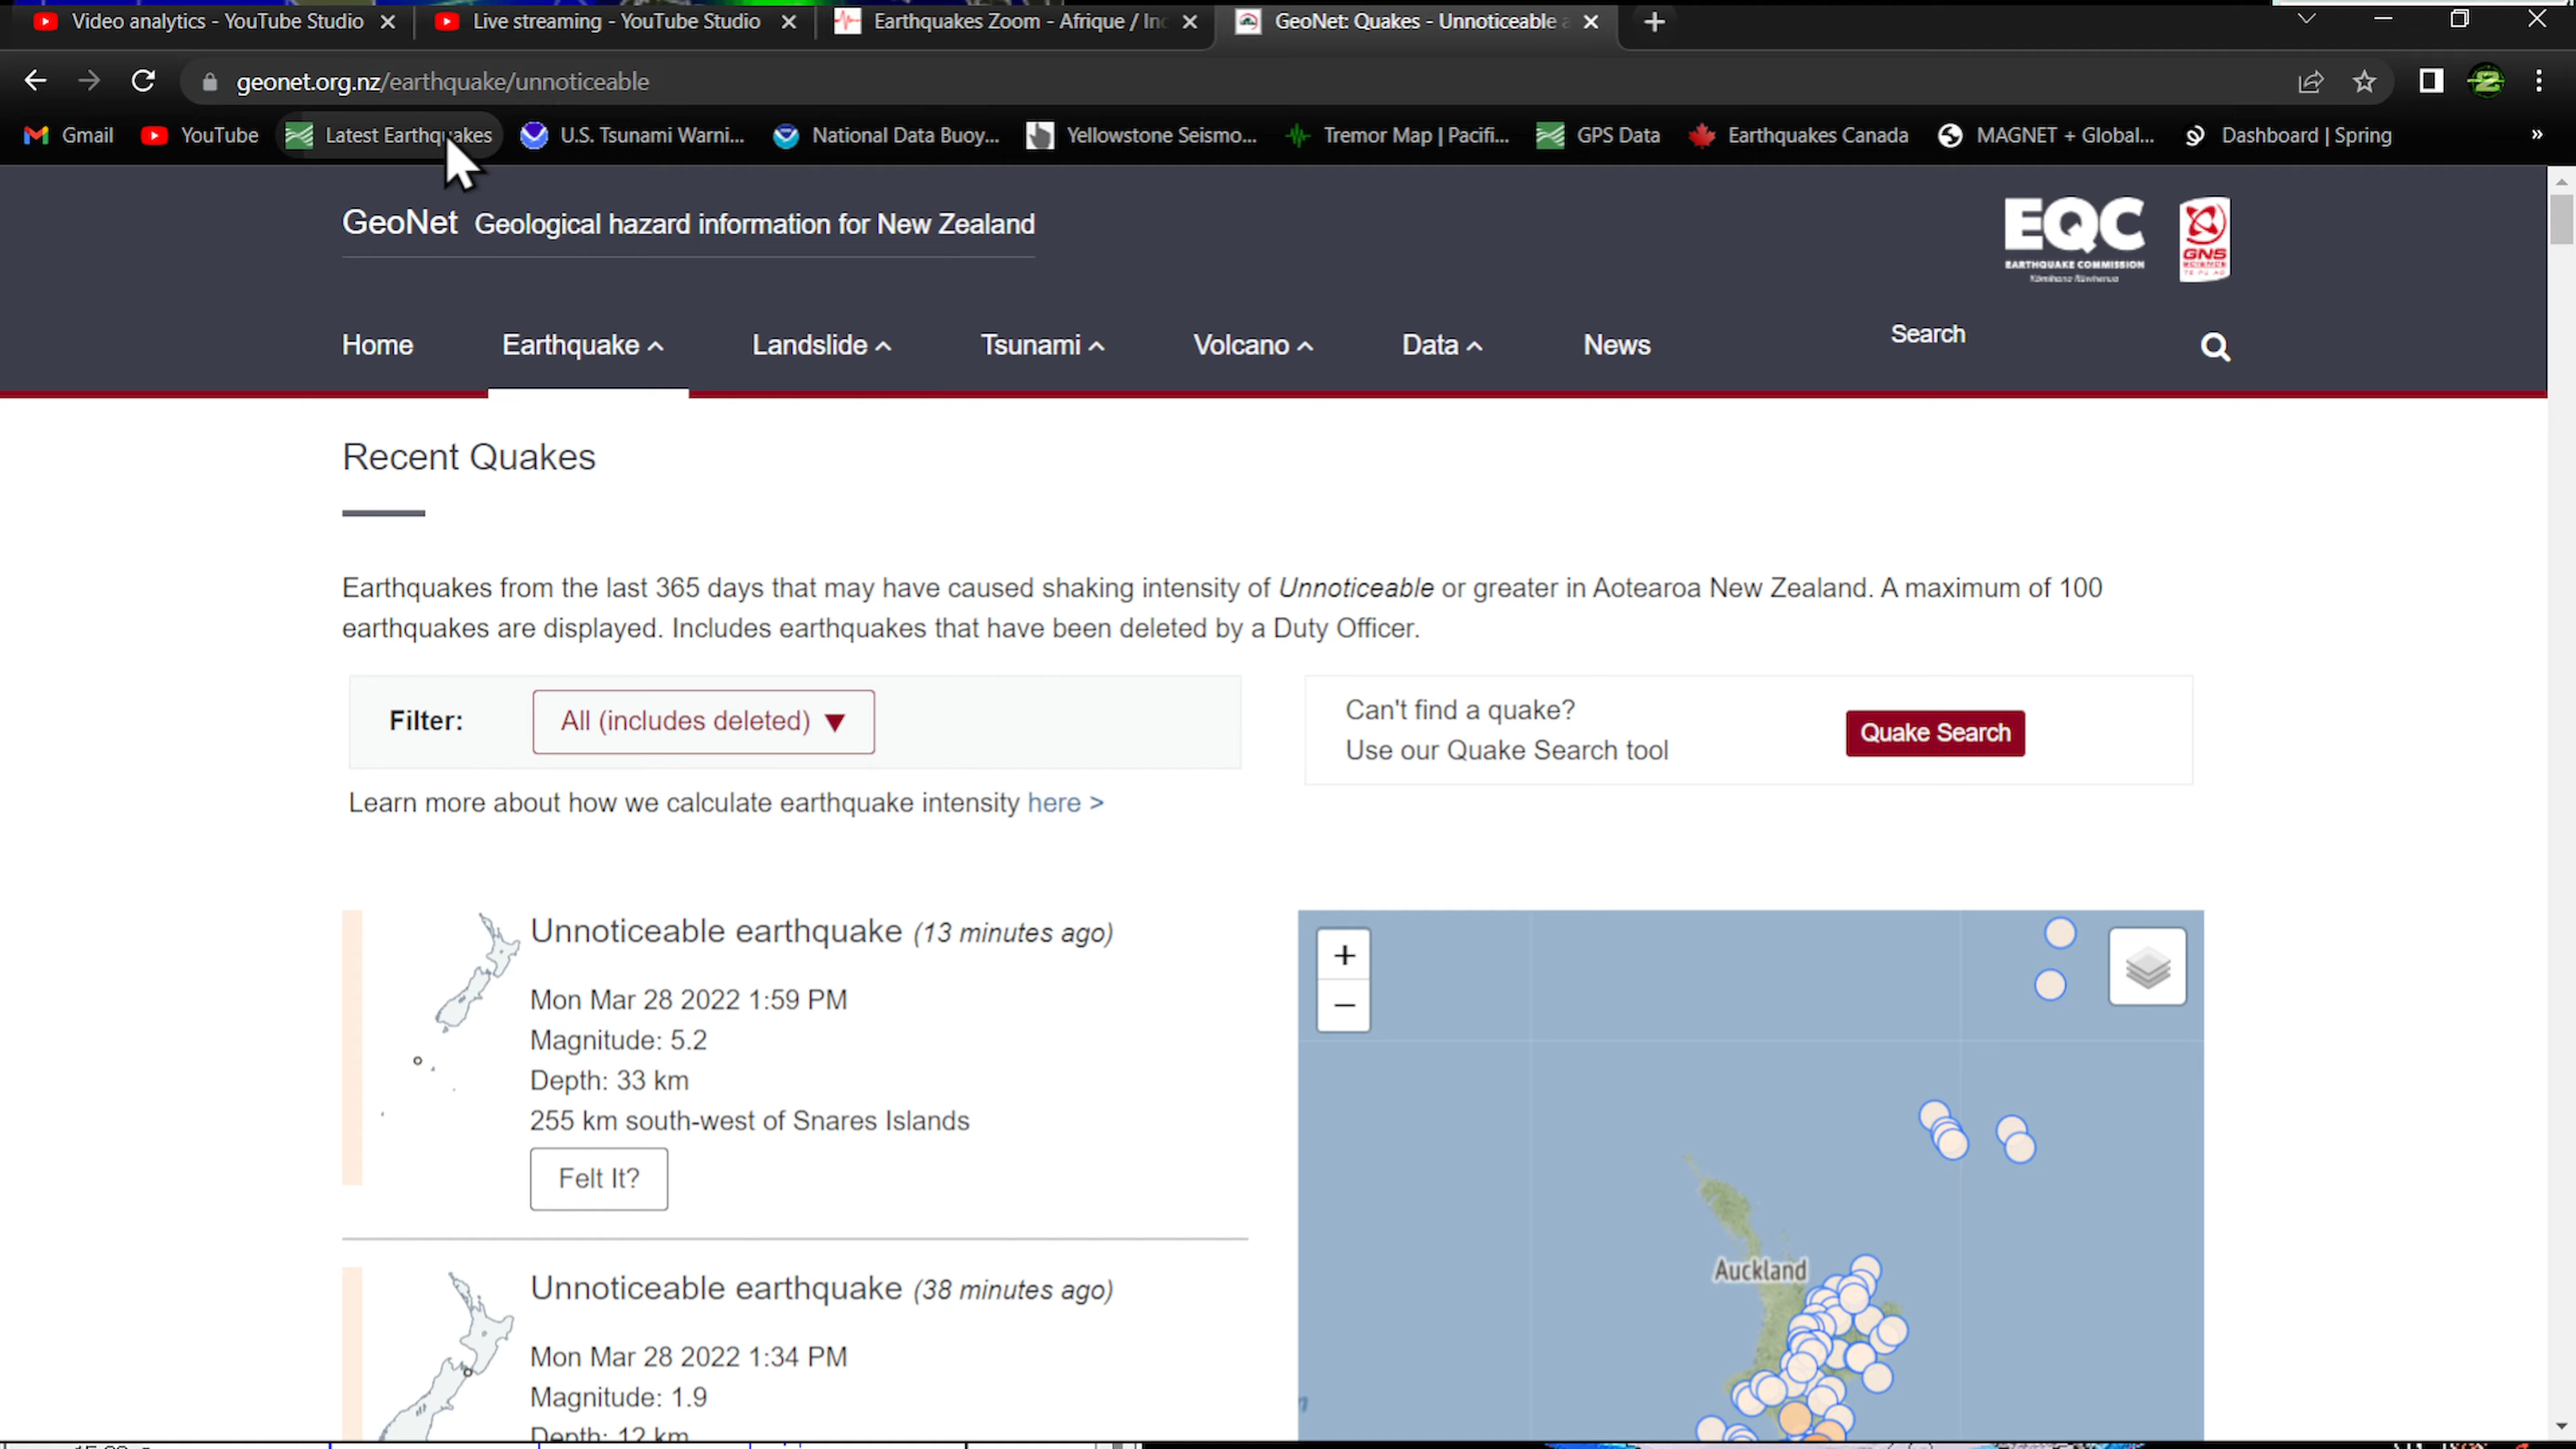 Video analytics - YouTube Studio
Live streaming - YouTube Studio
Earthquakes Zoom - Afrique / In
GeoNet: Quakes - Unnoticeable a
geonet.org.nz/earthquake/unnoticeable
Gmail
YouTube
Latest Earthquakes
U.S. Tsunami Warni...
National Data Buoy...
Yellowstone Seismo...
Tremor Map | Pacifi...
GPS Data
Earthquakes Canada
MAGNET + Global...
Dashboard | Spring
»
GeoNet Geological hazard information for New Zealand
EQC
EARTHQUAKE COMMISSION
GNS
SCIENCE
Home
Earthquake
Landslide
Tsunami
Volcano
Data
News
Search
Recent Quakes
Earthquakes from the last 365 days that may have caused shaking intensity of Unnoticeable or greater in Aotearoa New Zealand. A maximum of 100
earthquakes are displayed. Includes earthquakes that have been deleted by a Duty Officer.
Filter:
All (includes deleted) ▼
Can't find a quake?
Use our Quake Search tool
Quake Search
Learn more about how we calculate earthquake intensity here >
Unnoticeable earthquake (13 minutes ago)
Mon Mar 28 2022 1:59 PM
Magnitude: 5.2
Depth: 33 km
255 km south-west of Snares Islands
Felt It?
+
−
Auckland
Unnoticeable earthquake (38 minutes ago)
Mon Mar 28 2022 1:34 PM
Magnitude: 1.9
Depth: 12 km